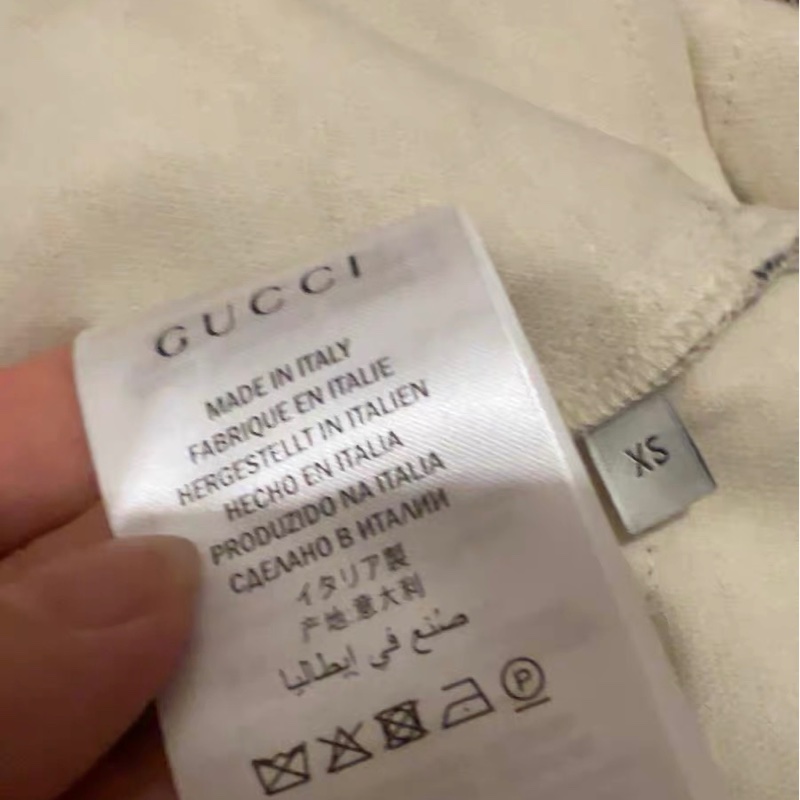 GUCCI
MADE IN ITALY
FABRIQUE EN ITALIE
HERGESTELLT IN ITALIEN
HECHO EN ITALIA
PRODUZIDO NA ITALIA
СДЕЛАНО В ИТАЛИИ
イタリア製
产地:意大利
صنع في إيطاليا
P
XS